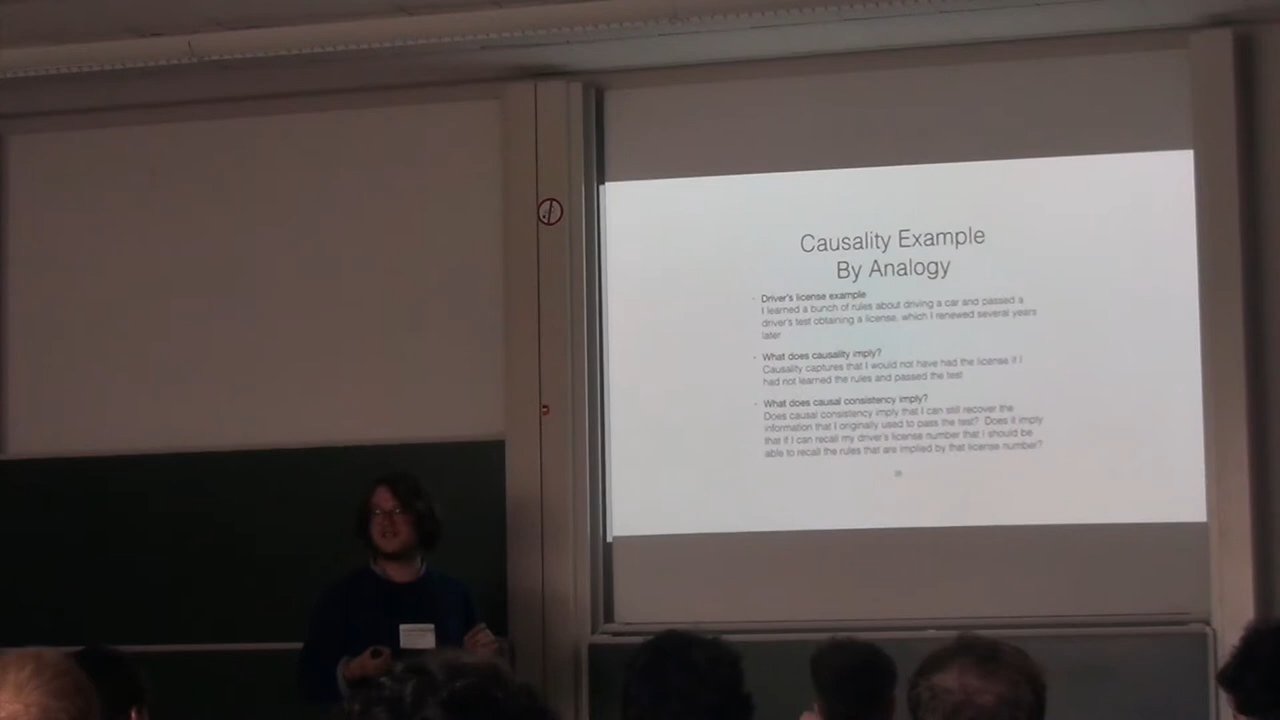 Causality Example
By Analogy
· Driver's license example
I learned a bunch of rules about driving a car and passed a
driver's test obtaining a license, which I renewed several years
later
· What does causality imply?
Causality captures that I would not have had the license if I
had not learned the rules and passed the test
· What does causal consistency imply?
Does causal consistency imply that I can still recover the
information that I originally used to pass the test? Does it imply
that if I can recall my driver's license number that I should be
able to recall the rules that are implied by that license number?